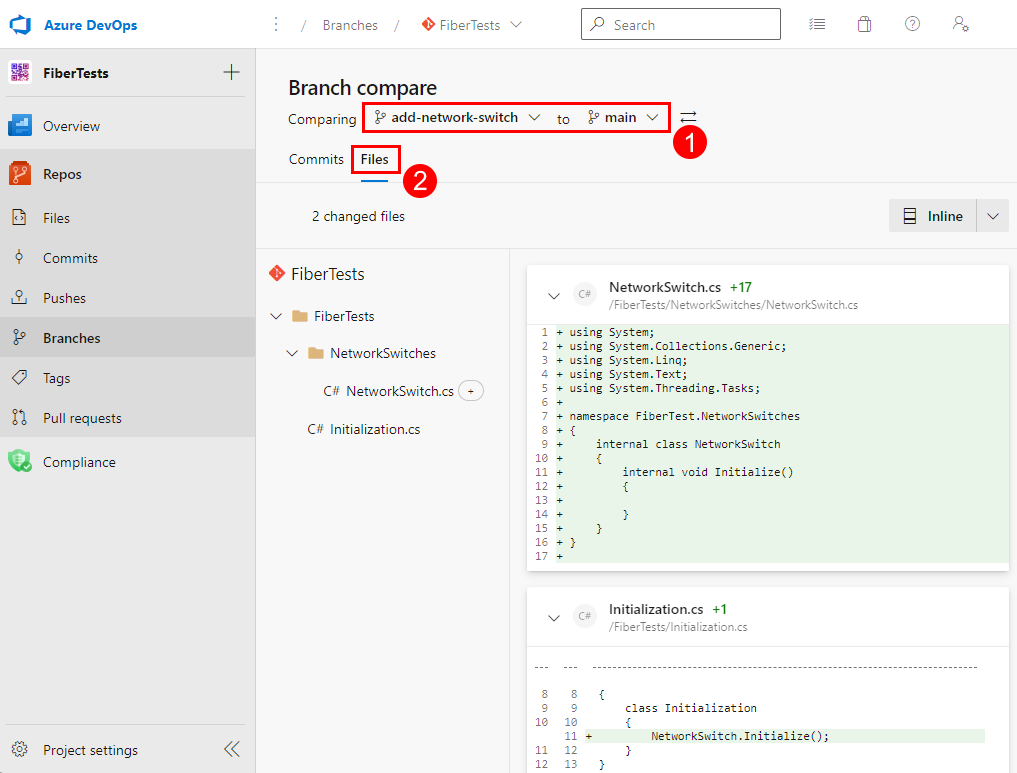 Azure DevOps
/ Branches / FiberTests
Search
FiberTests
Overview
Repos
Files
Commits
Pushes
Branches
Tags
Pull requests
Compliance
Project settings
Branch compare
Comparing add-network-switch to main
1
Commits Files
2
2 changed files
Inline
FiberTests
FiberTests
NetworkSwitches
C# NetworkSwitch.cs +
C# Initialization.cs
C# NetworkSwitch.cs +17
/FiberTests/NetworkSwitches/NetworkSwitch.cs
1 + using System;
2 + using System.Collections.Generic;
3 + using System.Linq;
4 + using System.Text;
5 + using System.Threading.Tasks;
6 +
7 + namespace FiberTest.NetworkSwitches
8 + {
9 + internal class NetworkSwitch
10 + {
11 + internal void Initialize()
12 + {
13 +
14 + }
15 + }
16 + }
17 +
C# Initialization.cs +1
/FiberTests/Initialization.cs
8 8 {
9 9 class Initialization
10 10 {
11 + NetworkSwitch.Initialize();
11 12 }
12 13 }